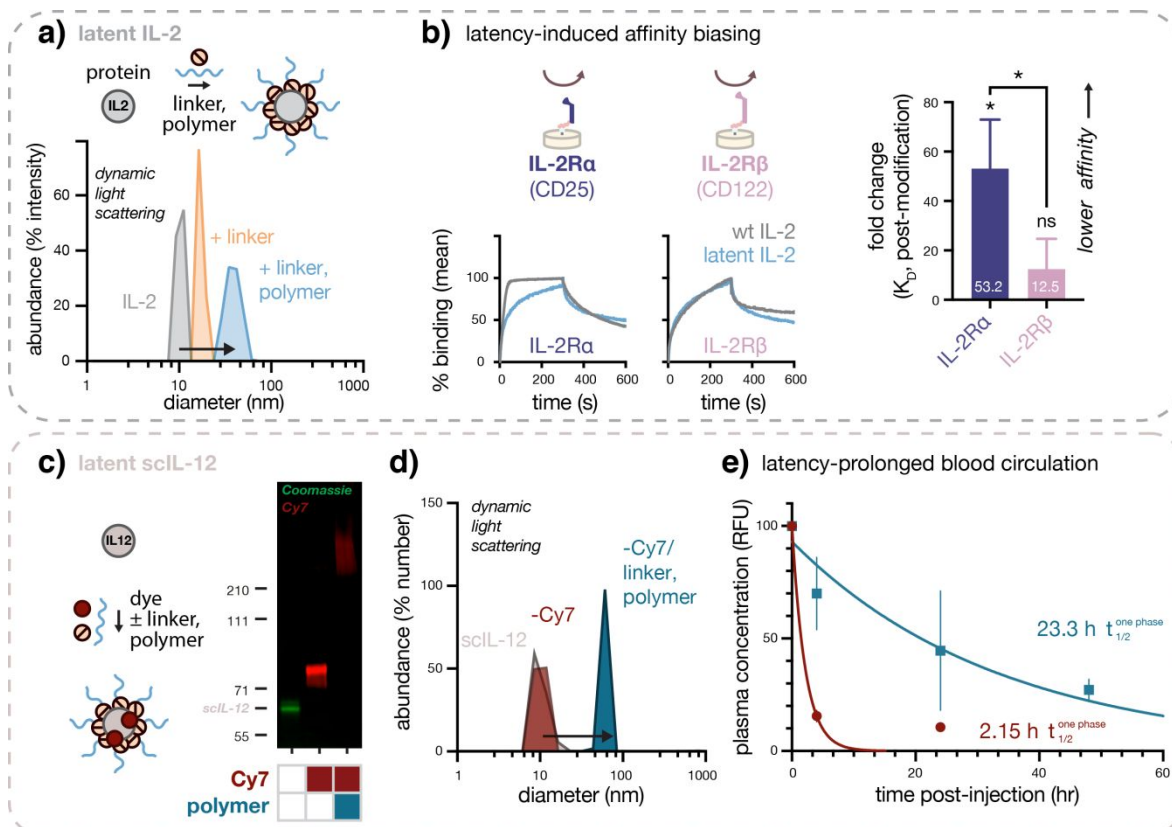 a) latent IL-2
protein
IL2
linker,
polymer
dynamic
light
scattering
+ linker
+ linker,
polymer
IL-2
abundance (% intensity)
60
40
20
0
1 10 100 1000
diameter (nm)
b) latency-induced affinity biasing
IL-2Rα
(CD25)
IL-2Rβ
(CD122)
wt IL-2
latent IL-2
% binding (mean)
100
50
0
IL-2Rα
IL-2Rβ
0 200 400 600
time (s)
0 200 400 600
time (s)
fold change
(KD, post-modification)
80
60
40
20
0
*
*
ns
53.2
12.5
IL-2Rα
IL-2Rβ
lower affinity
c) latent scIL-12
IL12
dye
± linker,
polymer
Coomassie
Cy7
210
111
71
scIL-12
55
Cy7
polymer
d)
dynamic
light
scattering
abundance (% number)
150
100
50
0
scIL-12
-Cy7
-Cy7/
linker,
polymer
1 10 100 1000
diameter (nm)
e) latency-prolonged blood circulation
plasma concentration (RFU)
100
50
0
23.3 h t1/2 one phase
2.15 h t1/2 one phase
0 20 40 60
time post-injection (hr)